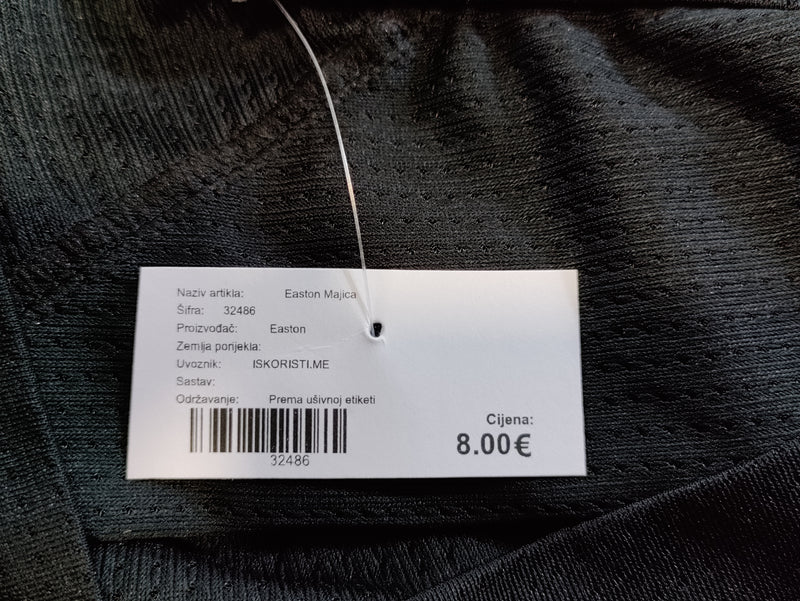 Naziv artikla: Easton Majica
Šifra: 32486
Proizvođač: Easton
Zemlja porijekla:
Uvoznik: ISKORISTI.ME
Sastav:
Održavanje: Prema ušivnoj etiketi
32486
Cijena:
8.00€